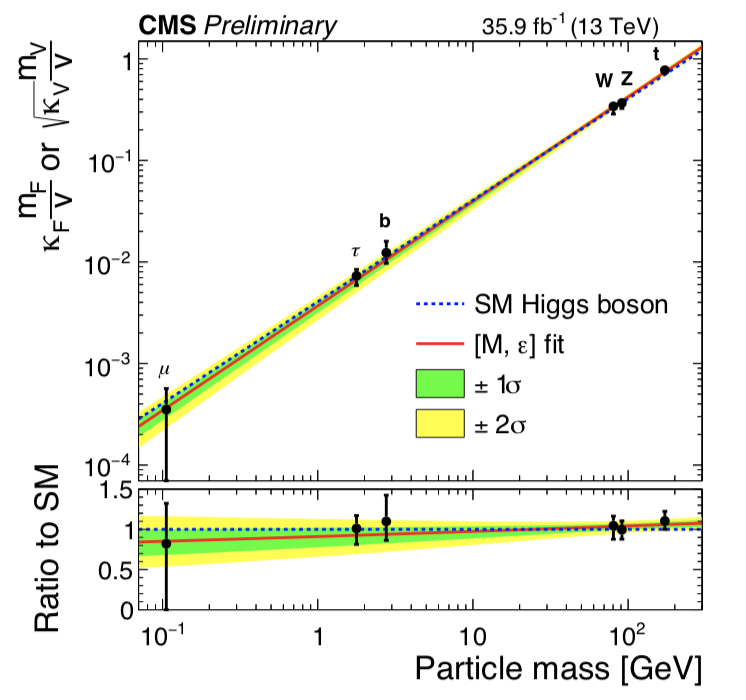 CMS Preliminary 35.9 fb⁻¹ (13 TeV)
κ_F m_F/v or √κ_V m_V/v
1
10⁻¹
10⁻²
10⁻³
10⁻⁴
μ
τ
b
W Z
t
SM Higgs boson
[M, ε] fit
± 1σ
± 2σ
Ratio to SM
1.5
1
0.5
0
10⁻¹ 1 10 10²
Particle mass [GeV]